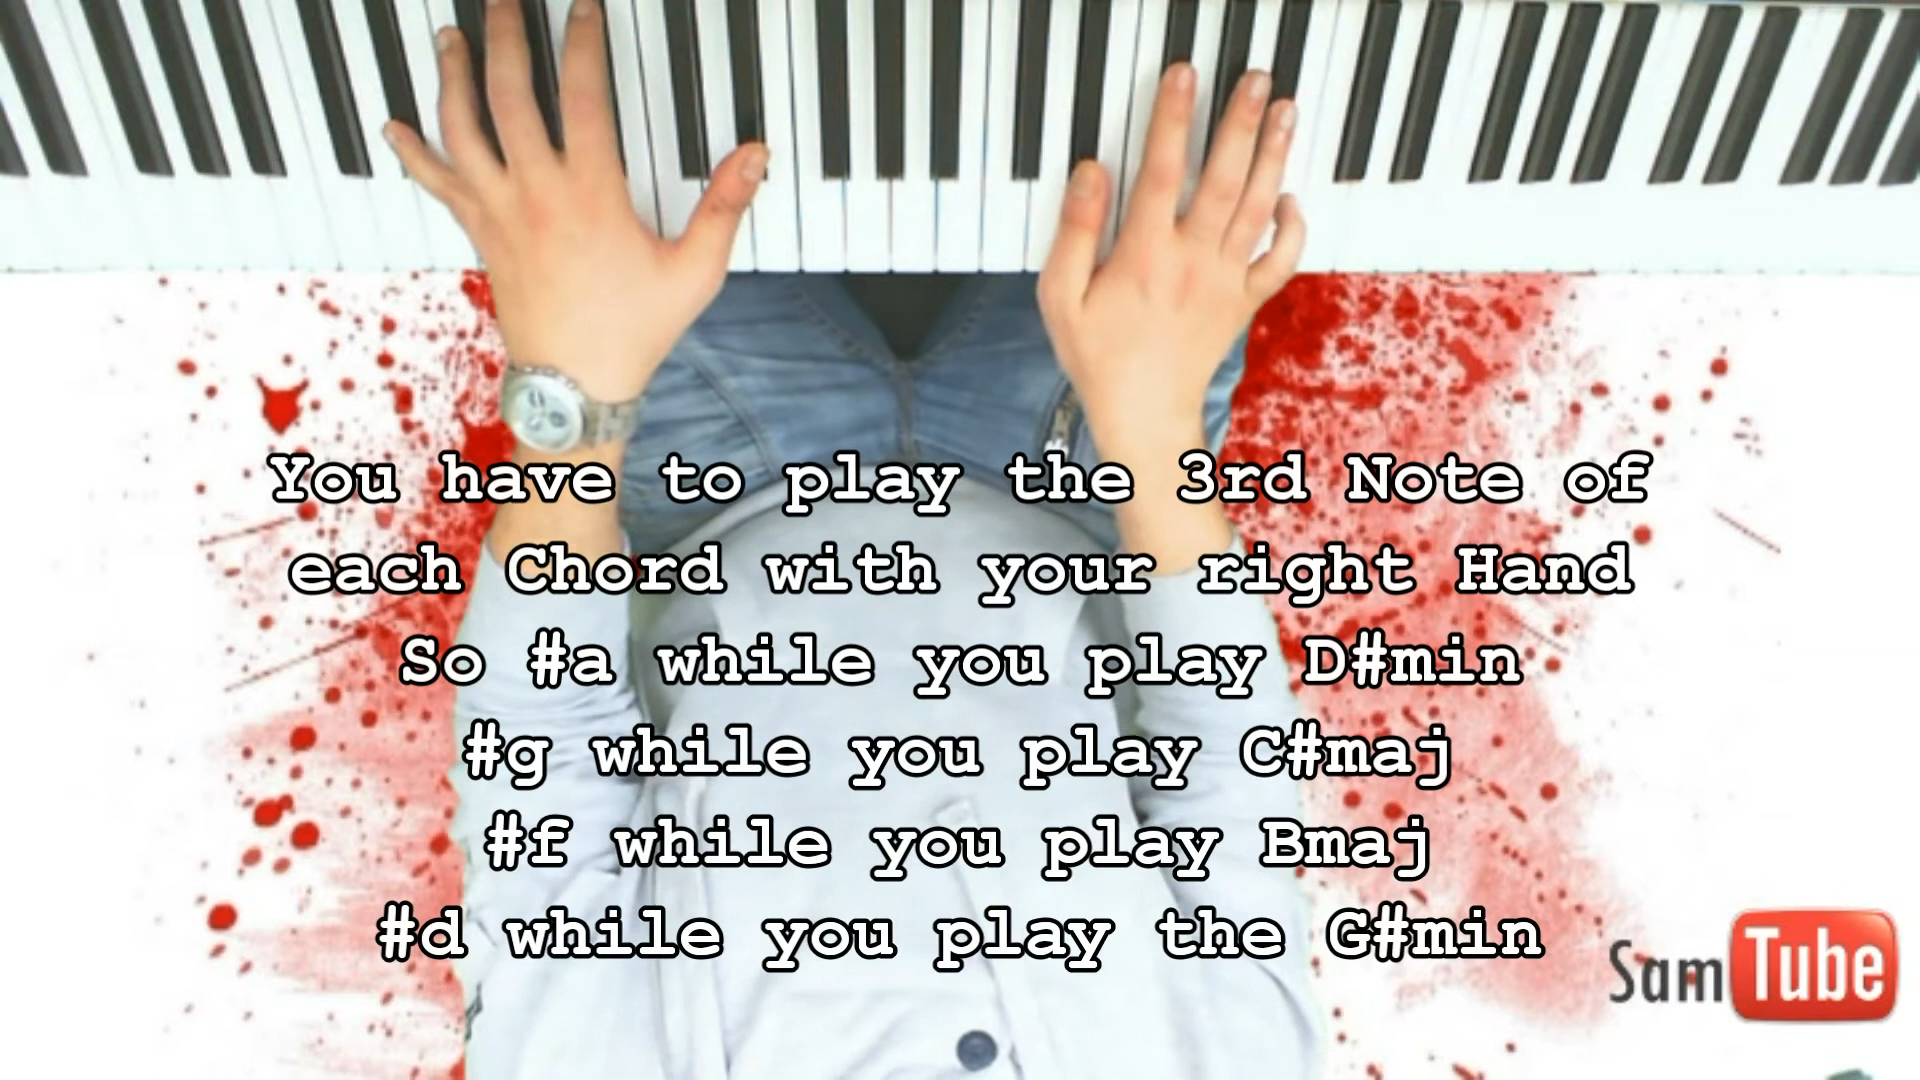 You have to play the 3rd Note of
each Chord with your right Hand
So #a while you play D#min
#g while you play C#maj
#f while you play Bmaj
#d while you play the G#min
SamTube